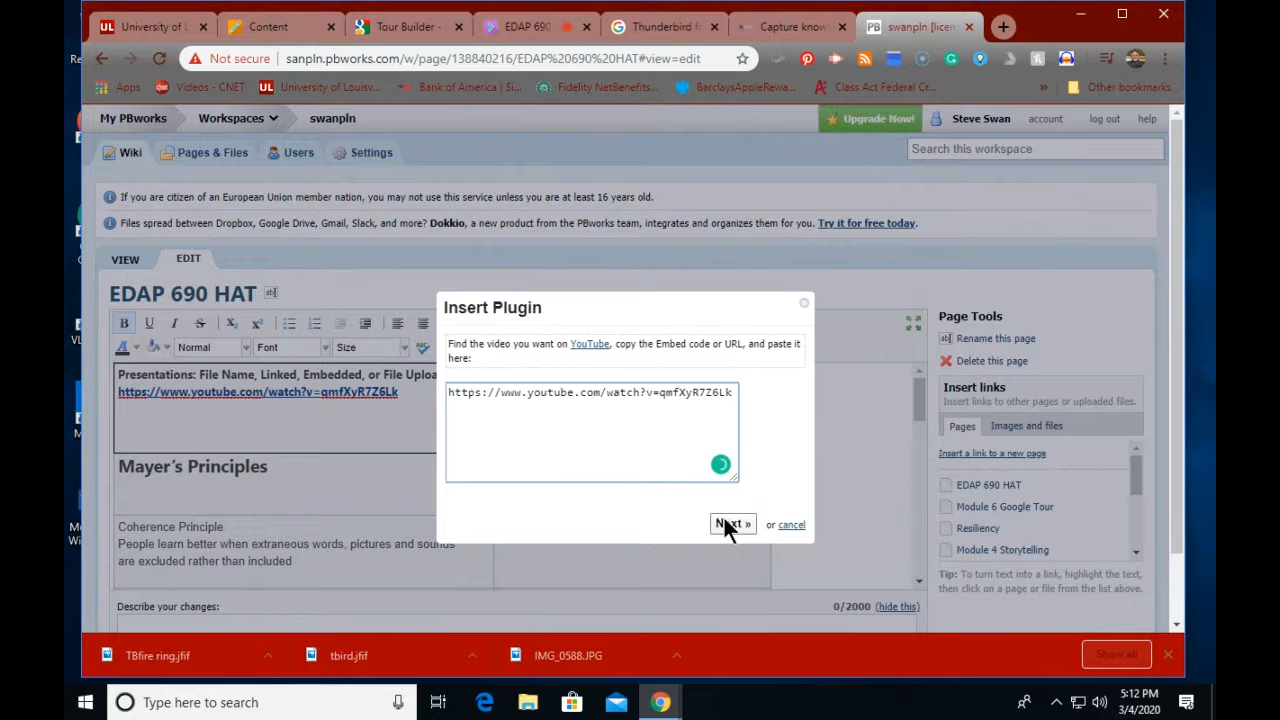 University of L
Content
Tour Builder -
EDAP 690
Thunderbird f
Capture know
swanpln [licen
Not secure
sanpln.pbworks.com/w/page/138840216/EDAP%20690%20HAT#view=edit
Apps
Videos - CNET
University of Louisv...
Bank of America | Si...
Fidelity NetBenefits...
BarclaysAppleRewa...
Class Act Federal Cr...
»
Other bookmarks
My PBworks
Workspaces
swanpln
Upgrade Now!
Steve Swan
account
log out
help
Wiki
Pages & Files
Users
Settings
Search this workspace
If you are citizen of an European Union member nation, you may not use this service unless you are at least 16 years old.
Files spread between Dropbox, Google Drive, Gmail, Slack, and more? Dokkio, a new product from the PBworks team, integrates and organizes them for you. Try it for free today.
VIEW
EDIT
EDAP 690 HAT
Normal
Font
Size
Presentations: File Name, Linked, Embedded, or File Uploa
https://www.youtube.com/watch?v=qmfXyR7Z6Lk
Mayer's Principles
Coherence Principle
People learn better when extraneous words, pictures and sounds
are excluded rather than included
Describe your changes:
0/2000 (hide this)
Insert Plugin
Find the video you want on YouTube, copy the Embed code or URL, and paste it
here:
https://www.youtube.com/watch?v=qmfXyR7Z6Lk
Next »
or cancel
Page Tools
Rename this page
Delete this page
Insert links
Insert links to other pages or uploaded files.
Pages
Images and files
Insert a link to a new page
EDAP 690 HAT
Module 6 Google Tour
Resiliency
Module 4 Storytelling
Tip: To turn text into a link, highlight the text,
then click on a page or file from the list above.
TBfire ring.jfif
tbird.jfif
IMG_0588.JPG
Show all
Type here to search
5:12 PM
3/4/2020